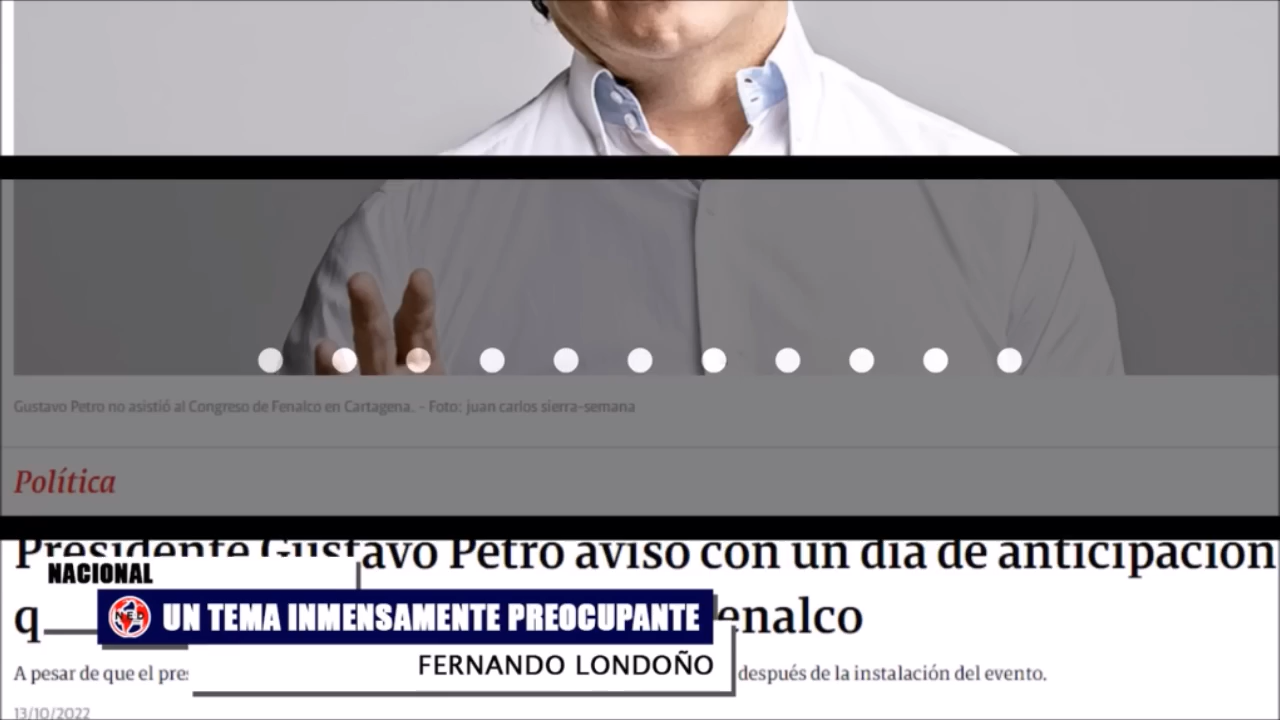 Gustavo Petro no asistió al Congreso de Fenalco en Cartagena. - Foto: juan carlos sierra-semana
Política
Presidente Gustavo Petro avisó con un día de anticipación
NACIONAL
q
enalco
UN TEMA INMENSAMENTE PREOCUPANTE
FERNANDO LONDOÑO
A pesar de que el pres
después de la instalación del evento.
13/10/2022